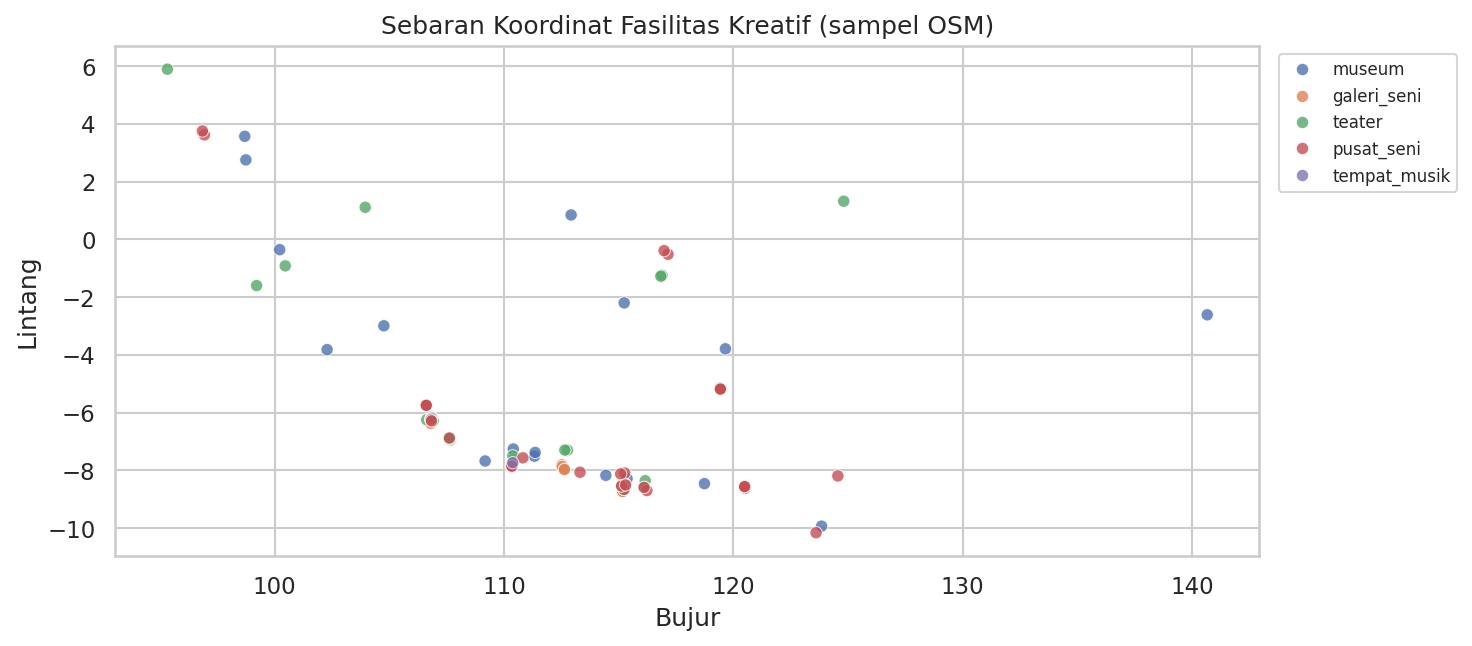 Sebaran Koordinat Fasilitas Kreatif (sampel OSM)
museum
galeri_seni
teater
pusat_seni
tempat_musik
Lintang
6
4
2
0
−2
−4
−6
−8
−10
100 110 120 130 140
Bujur